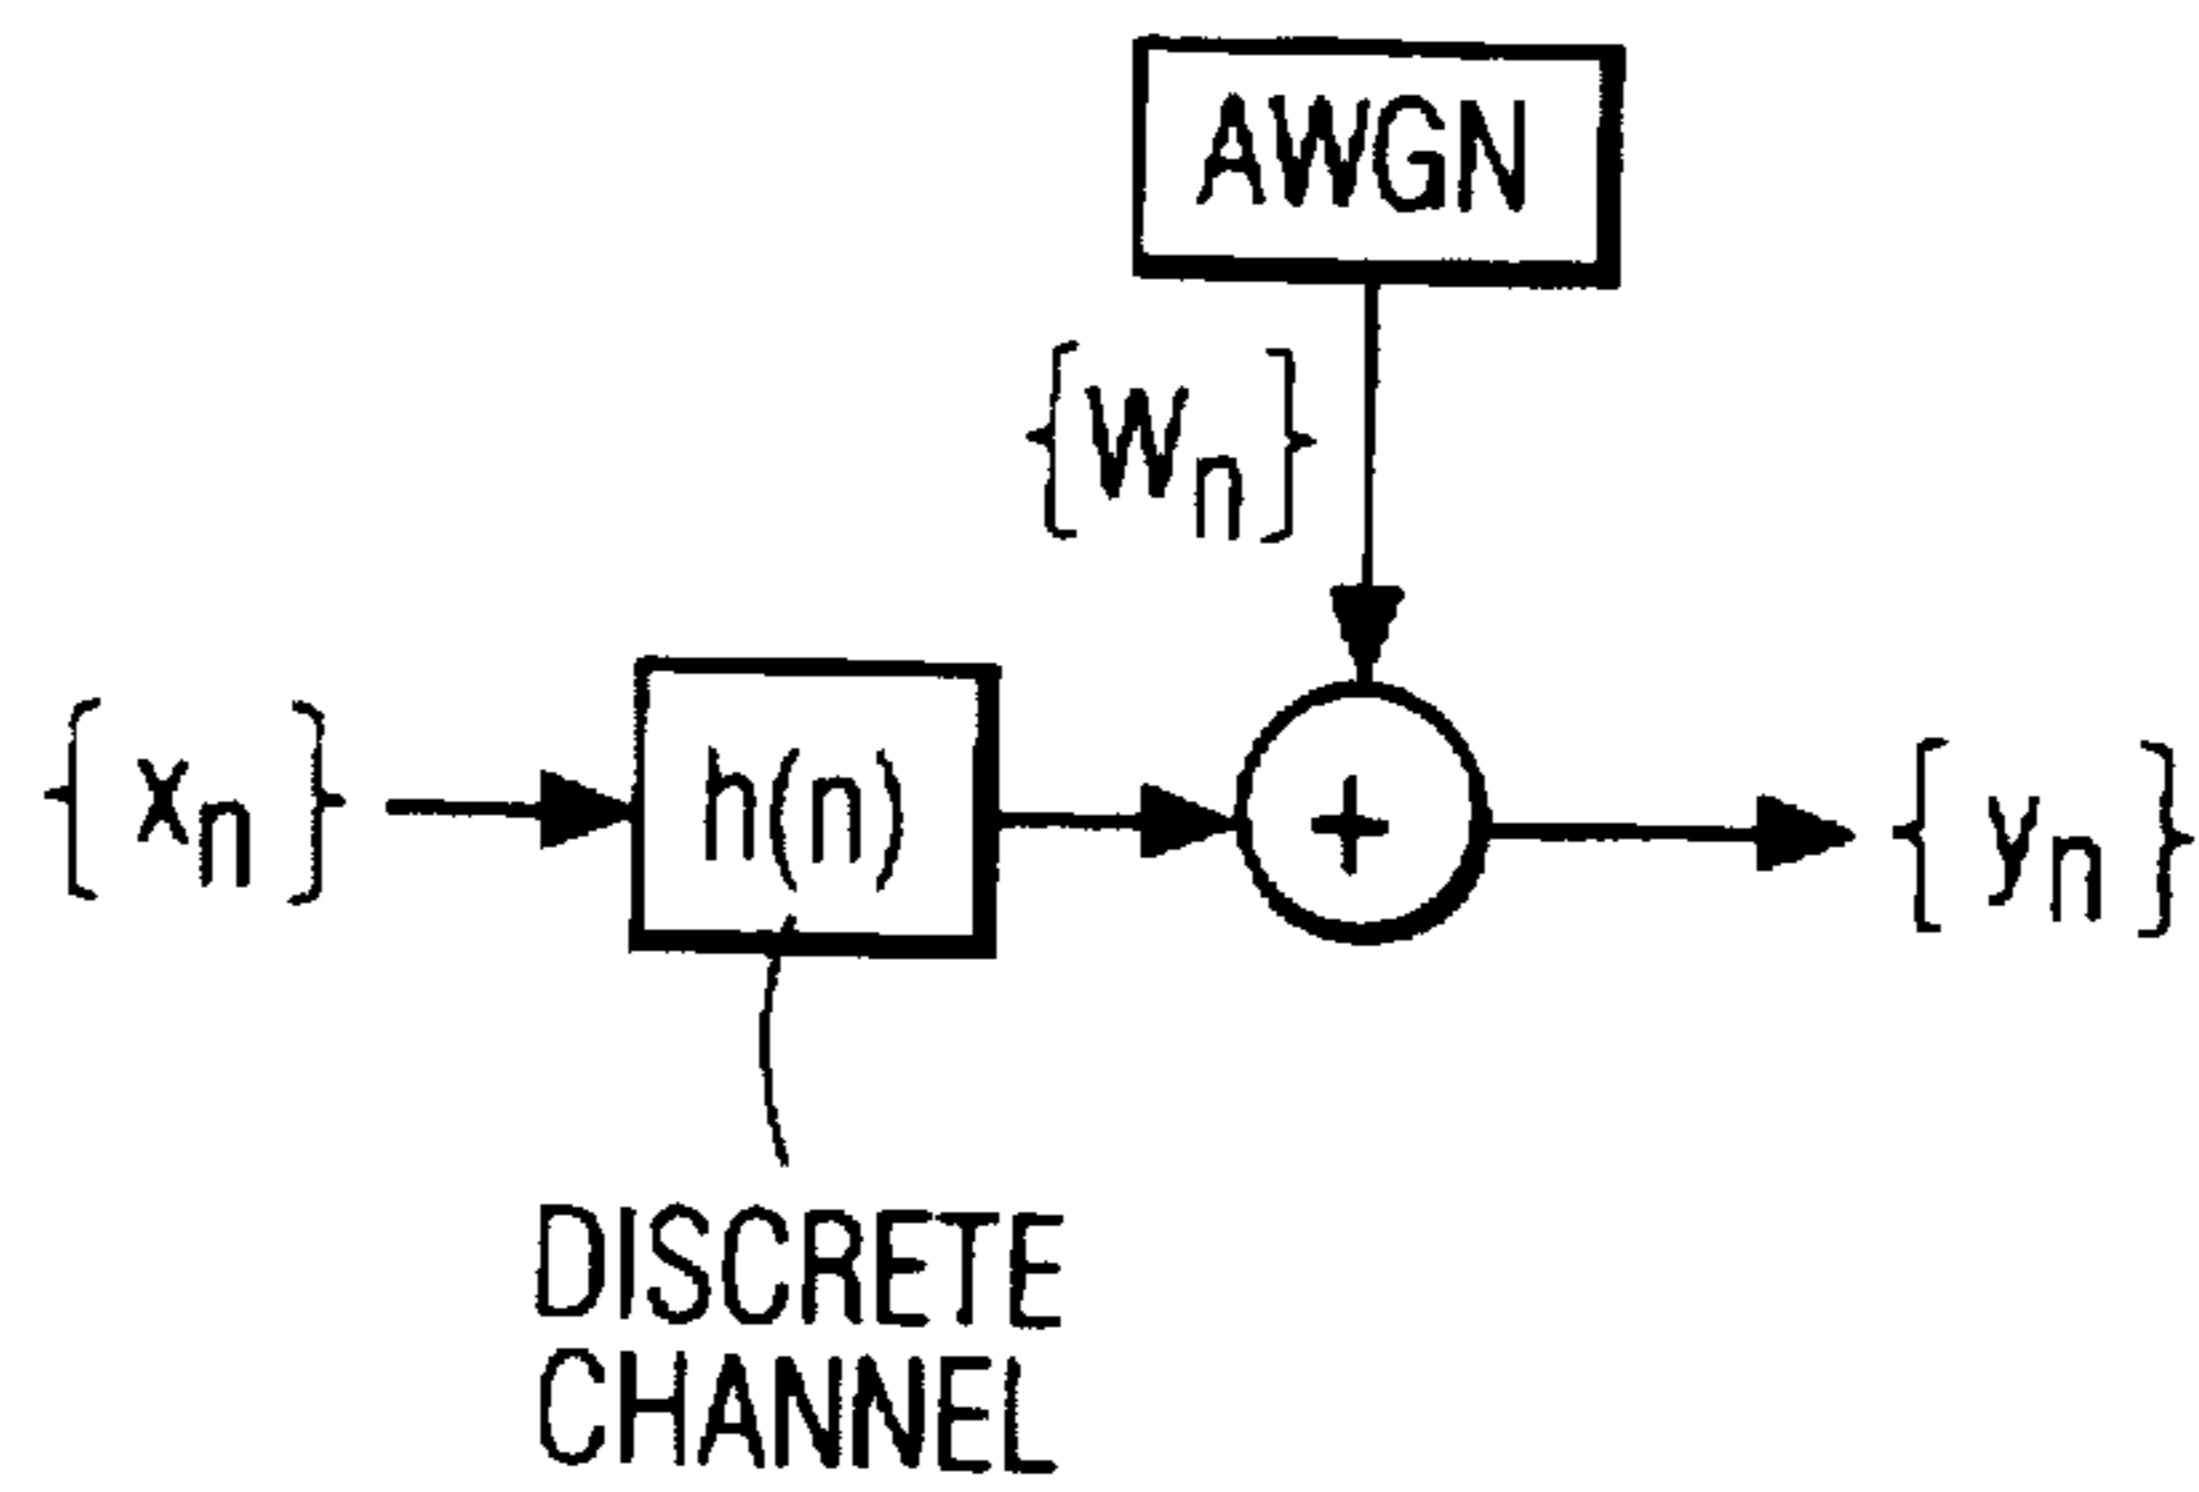 AWGN
{Wn}
{xn}
h(n)
+
{yn}
DISCRETE
CHANNEL